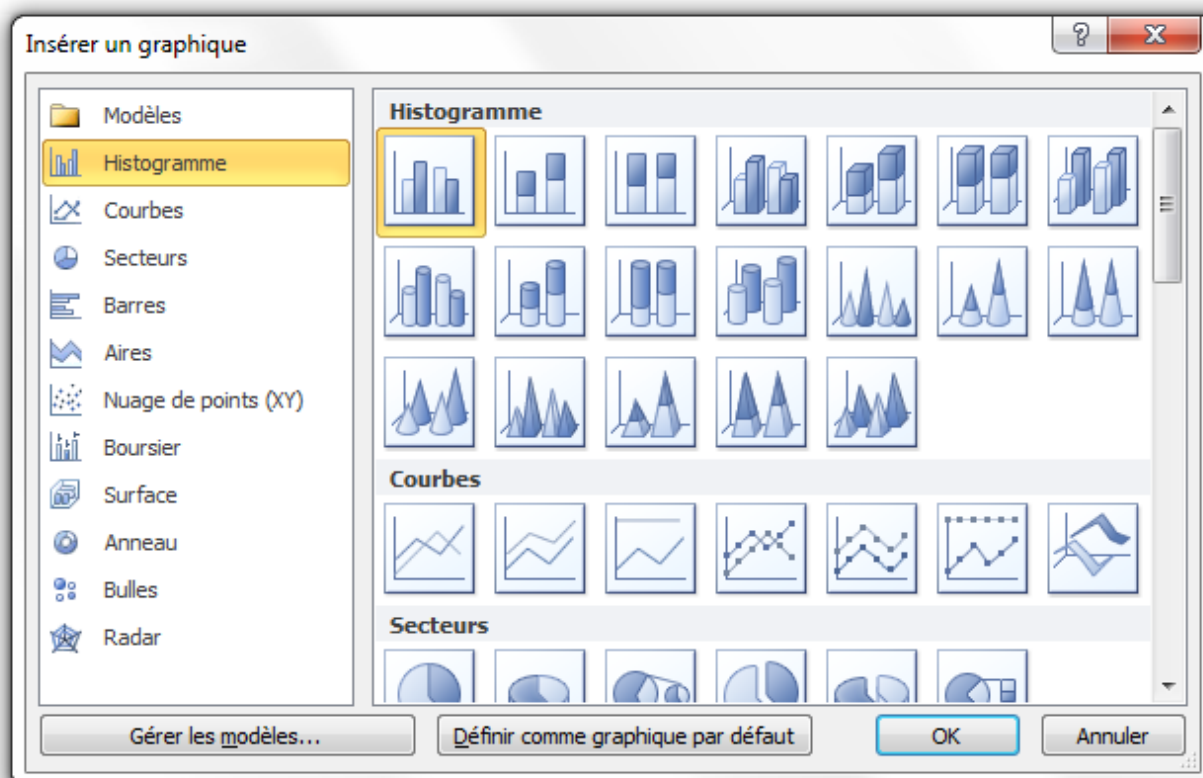 Insérer un graphique
Modèles
Histogramme
Courbes
Secteurs
Barres
Aires
Nuage de points (XY)
Boursier
Surface
Anneau
Bulles
Radar
Histogramme
Courbes
Secteurs
Gérer les modèles...
Définir comme graphique par défaut
OK
Annuler